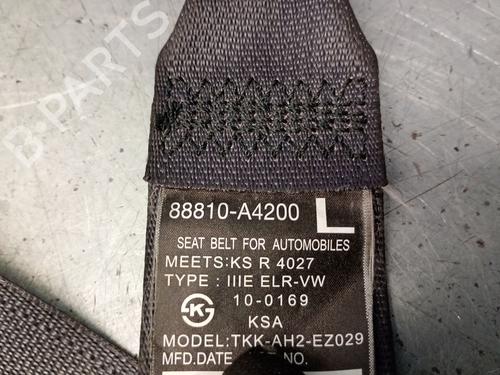 B-PARTS
88810-A4200 L
SEAT BELT FOR AUTOMOBILES
MEETS:KS R 4027
TYPE : IIIE ELR-VW
10-0169
KSA
MODEL:TKK-AH2-EZ029
MFD.DATE NO.